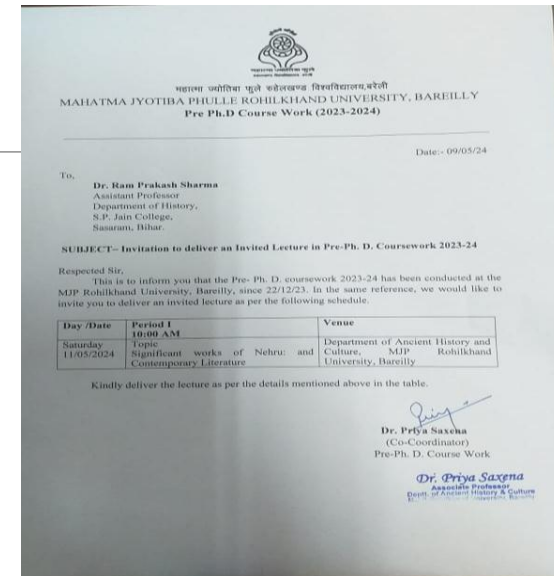 महात्मा ज्योतिबा फुले रुहेलखण्ड विश्वविद्यालय,बरेली
MAHATMA JYOTIBA PHULLE ROHILKHAND UNIVERSITY, BAREILLY
Pre Ph.D Course Work (2023-2024)
Date:- 09/05/24
To,
Dr. Ram Prakash Sharma
Assistant Professor
Department of History,
S.P. Jain College,
Sasaram, Bihar.
SUBJECT– Invitation to deliver an Invited Lecture in Pre-Ph. D. Coursework 2023-24
Respected Sir,
This is to inform you that the Pre- Ph. D. coursework 2023-24 has been conducted at the
MJP Rohilkhand University, Bareilly, since 22/12/23. In the same reference, we would like to
invite you to deliver an invited lecture as per the following schedule.
Day /Date Period I Venue
10:00 AM
Saturday Topic Department of Ancient History and
11/05/2024 Significant works of Nehru: and Culture, MJP Rohilkhand
Contemporary Literature University, Bareilly
Kindly deliver the lecture as per the details mentioned above in the table.
Dr. Priya Saxena
(Co-Coordinator)
Pre-Ph. D. Course Work
Dr. Priya Saxena
Associate Professor
Deptt. of Ancient History & Culture
University, Bareilly